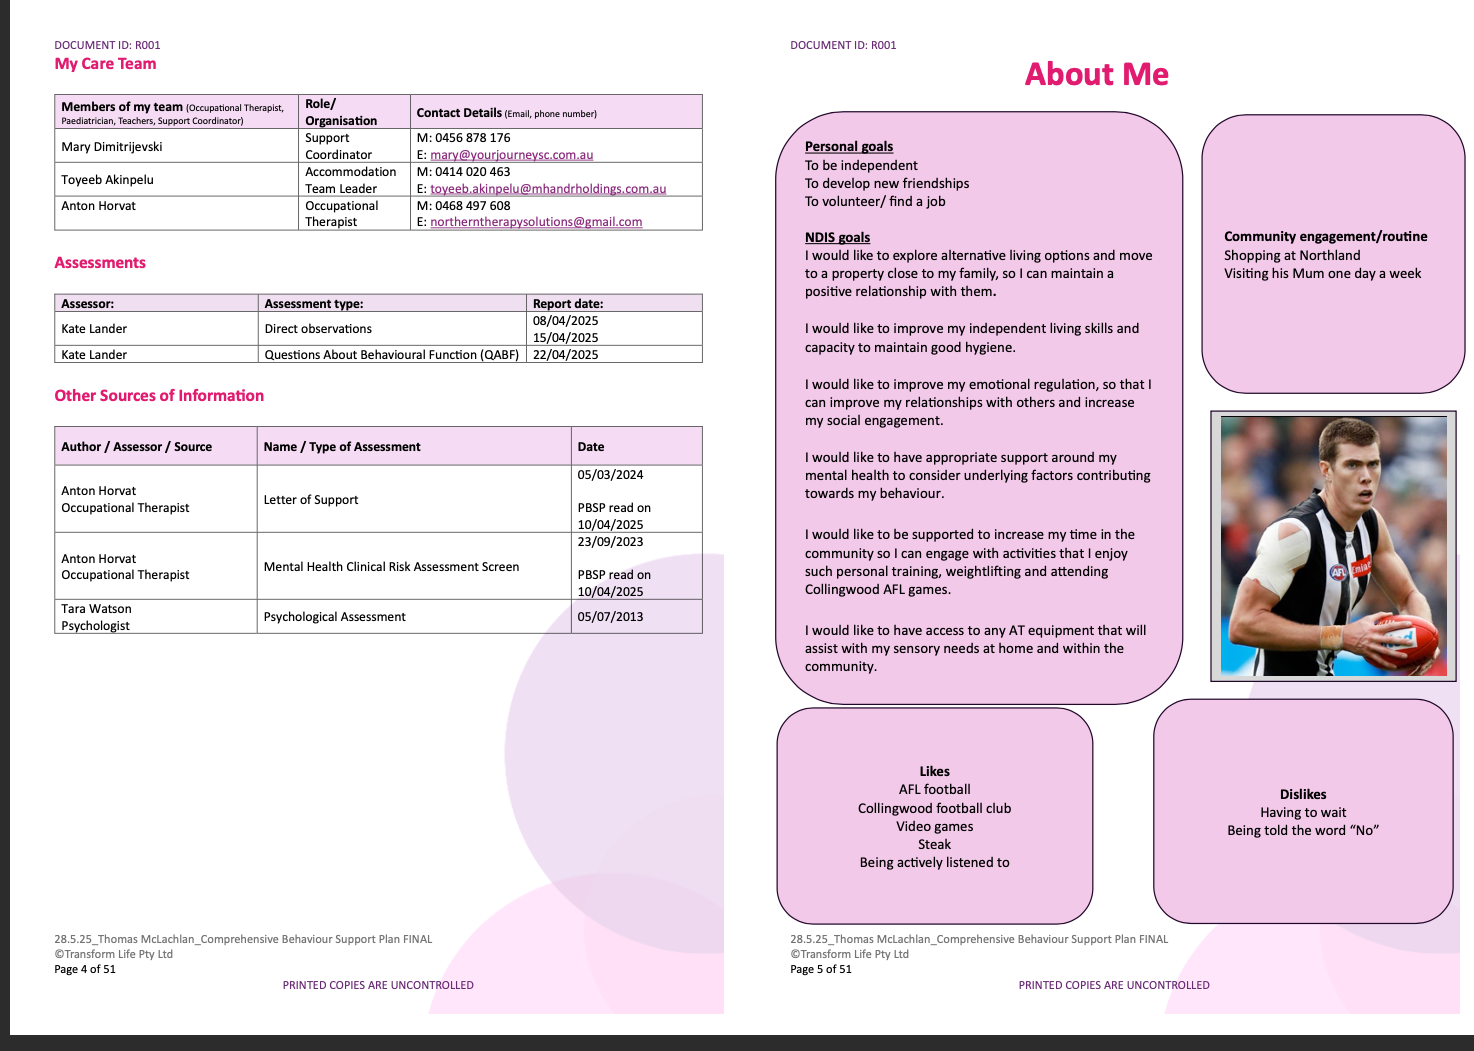 DOCUMENT ID: R001
My Care Team
Members of my team (Occupational Therapist, Paediatrician, Teachers, Support Coordinator)
Role/ Organisation
Contact Details (Email, phone number)
Mary Dimitrijevski
Support Coordinator
M: 0456 878 176
E: mary@yourjourneysc.com.au
Toyeeb Akinpelu
Accommodation Team Leader
M: 0414 020 463
E: toyeeb.akinpelu@mhandrholdings.com.au
Anton Horvat
Occupational Therapist
M: 0468 497 608
E: northerntherapysolutions@gmail.com
Assessments
Assessor:
Assessment type:
Report date:
Kate Lander
Direct observations
08/04/2025
15/04/2025
Kate Lander
Questions About Behavioural Function (QABF)
22/04/2025
Other Sources of Information
Author / Assessor / Source
Name / Type of Assessment
Date
Anton Horvat
Occupational Therapist
Letter of Support
05/03/2024
PBSP read on
10/04/2025
Anton Horvat
Occupational Therapist
Mental Health Clinical Risk Assessment Screen
23/09/2023
PBSP read on
10/04/2025
Tara Watson
Psychologist
Psychological Assessment
05/07/2013
28.5.25_Thomas McLachlan_Comprehensive Behaviour Support Plan FINAL
©Transform Life Pty Ltd
Page 4 of 51
PRINTED COPIES ARE UNCONTROLLED
DOCUMENT ID: R001
About Me
Personal goals
To be independent
To develop new friendships
To volunteer/ find a job
NDIS goals
I would like to explore alternative living options and move
to a property close to my family, so I can maintain a
positive relationship with them.
I would like to improve my independent living skills and
capacity to maintain good hygiene.
I would like to improve my emotional regulation, so that I
can improve my relationships with others and increase
my social engagement.
I would like to have appropriate support around my
mental health to consider underlying factors contributing
towards my behaviour.
I would like to be supported to increase my time in the
community so I can engage with activities that I enjoy
such personal training, weightlifting and attending
Collingwood AFL games.
I would like to have access to any AT equipment that will
assist with my sensory needs at home and within the
community.
Community engagement/routine
Shopping at Northland
Visiting his Mum one day a week
AFL
Emirates
Likes
AFL football
Collingwood football club
Video games
Steak
Being actively listened to
Dislikes
Having to wait
Being told the word “No”
28.5.25_Thomas McLachlan_Comprehensive Behaviour Support Plan FINAL
©Transform Life Pty Ltd
Page 5 of 51
PRINTED COPIES ARE UNCONTROLLED